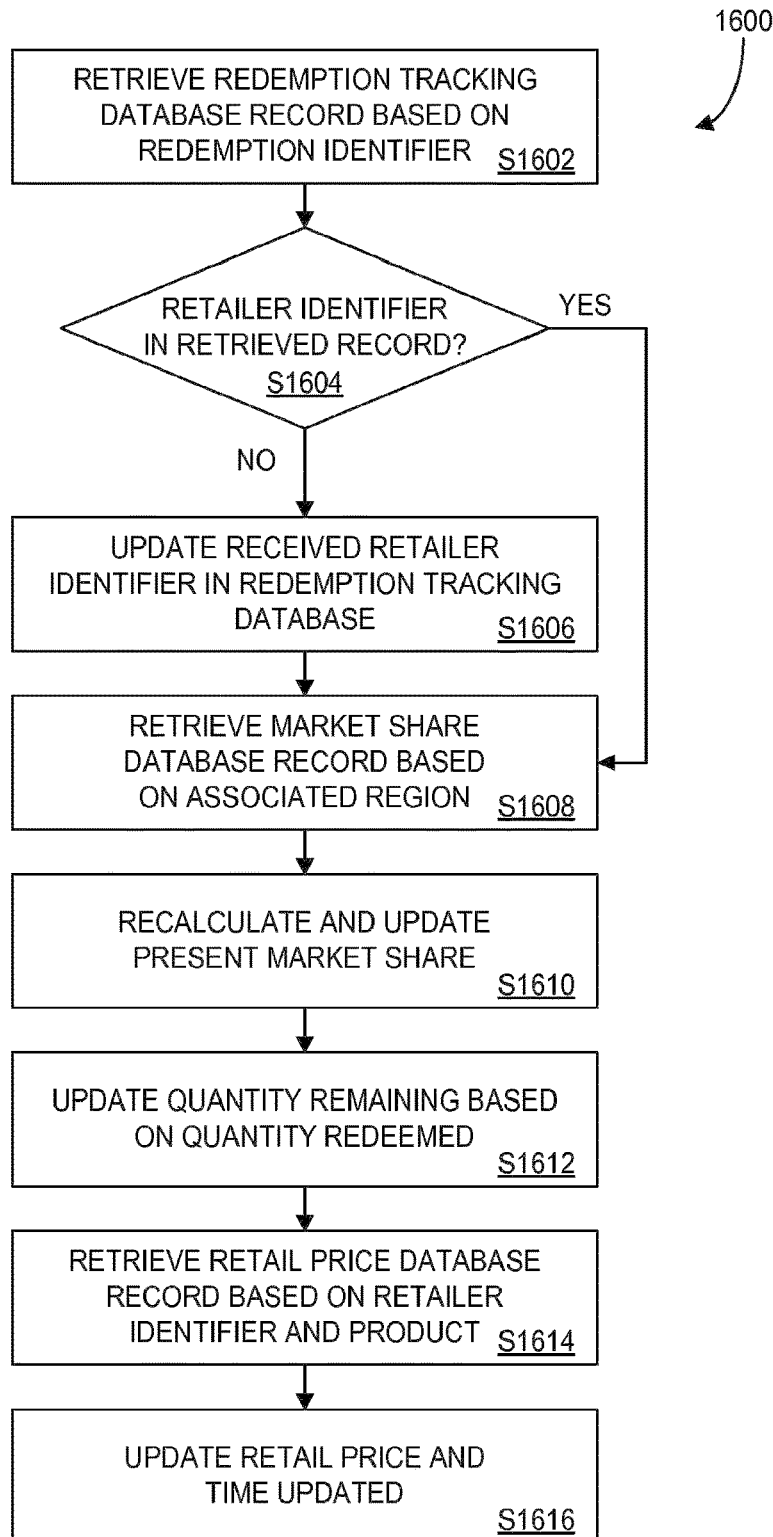 1600
RETRIEVE REDEMPTION TRACKING
DATABASE RECORD BASED ON
REDEMPTION IDENTIFIER
S1602
RETAILER IDENTIFIER
IN RETRIEVED RECORD?
S1604
YES
NO
UPDATE RECEIVED RETAILER
IDENTIFIER IN REDEMPTION TRACKING
DATABASE
S1606
RETRIEVE MARKET SHARE
DATABASE RECORD BASED
ON ASSOCIATED REGION
S1608
RECALCULATE AND UPDATE
PRESENT MARKET SHARE
S1610
UPDATE QUANTITY REMAINING BASED
ON QUANTITY REDEEMED
S1612
RETRIEVE RETAIL PRICE DATABASE
RECORD BASED ON RETAILER
IDENTIFIER AND PRODUCT
S1614
UPDATE RETAIL PRICE AND
TIME UPDATED
S1616